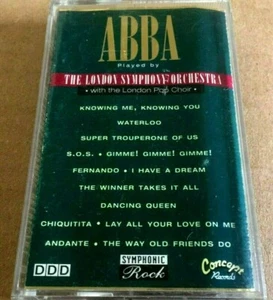 ABBA
Played by
THE LONDON SYMPHONY ORCHESTRA
• with the London Pop Choir •
KNOWING ME, KNOWING YOU
WATERLOO
SUPER TROUPERONE OF US
S.O.S. • GIMME! GIMME! GIMME!
FERNANDO • I HAVE A DREAM
THE WINNER TAKES IT ALL
DANCING QUEEN
CHIQUITITA • LAY ALL YOUR LOVE ON ME
ANDANTE • THE WAY OLD FRIENDS DO
DDD
SYMPHONIC
Rock
Concept
Records